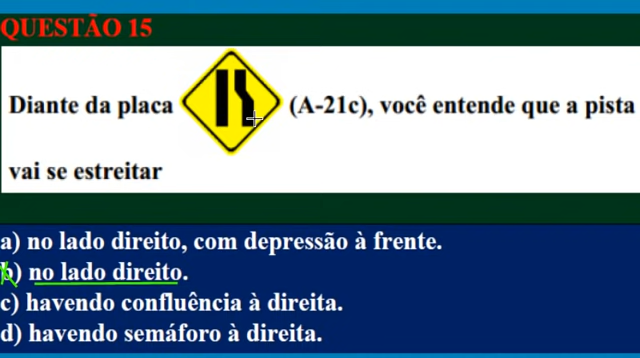 QUESTÃO 15
Diante da placa (A-21c), você entende que a pista
vai se estreitar
a) no lado direito, com depressão à frente.
b) no lado direito.
c) havendo confluência à direita.
d) havendo semáforo à direita.